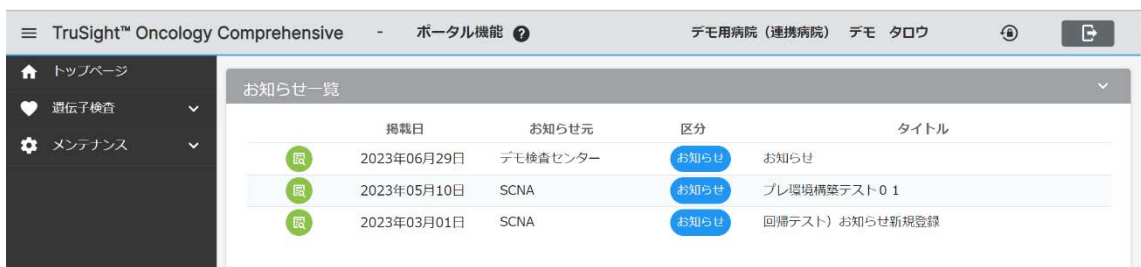 TruSight™ Oncology Comprehensive - ポータル機能 ? デモ用病院（連携病院） デモ タロウ
トップページ
遺伝子検査
メンテナンス
お知らせ一覧
掲載日 お知らせ元 区分 タイトル
2023年06月29日 デモ検査センター お知らせ お知らせ
2023年05月10日 SCNA お知らせ プレ環境構築テスト０１
2023年03月01日 SCNA お知らせ 回帰テスト）お知らせ新規登録